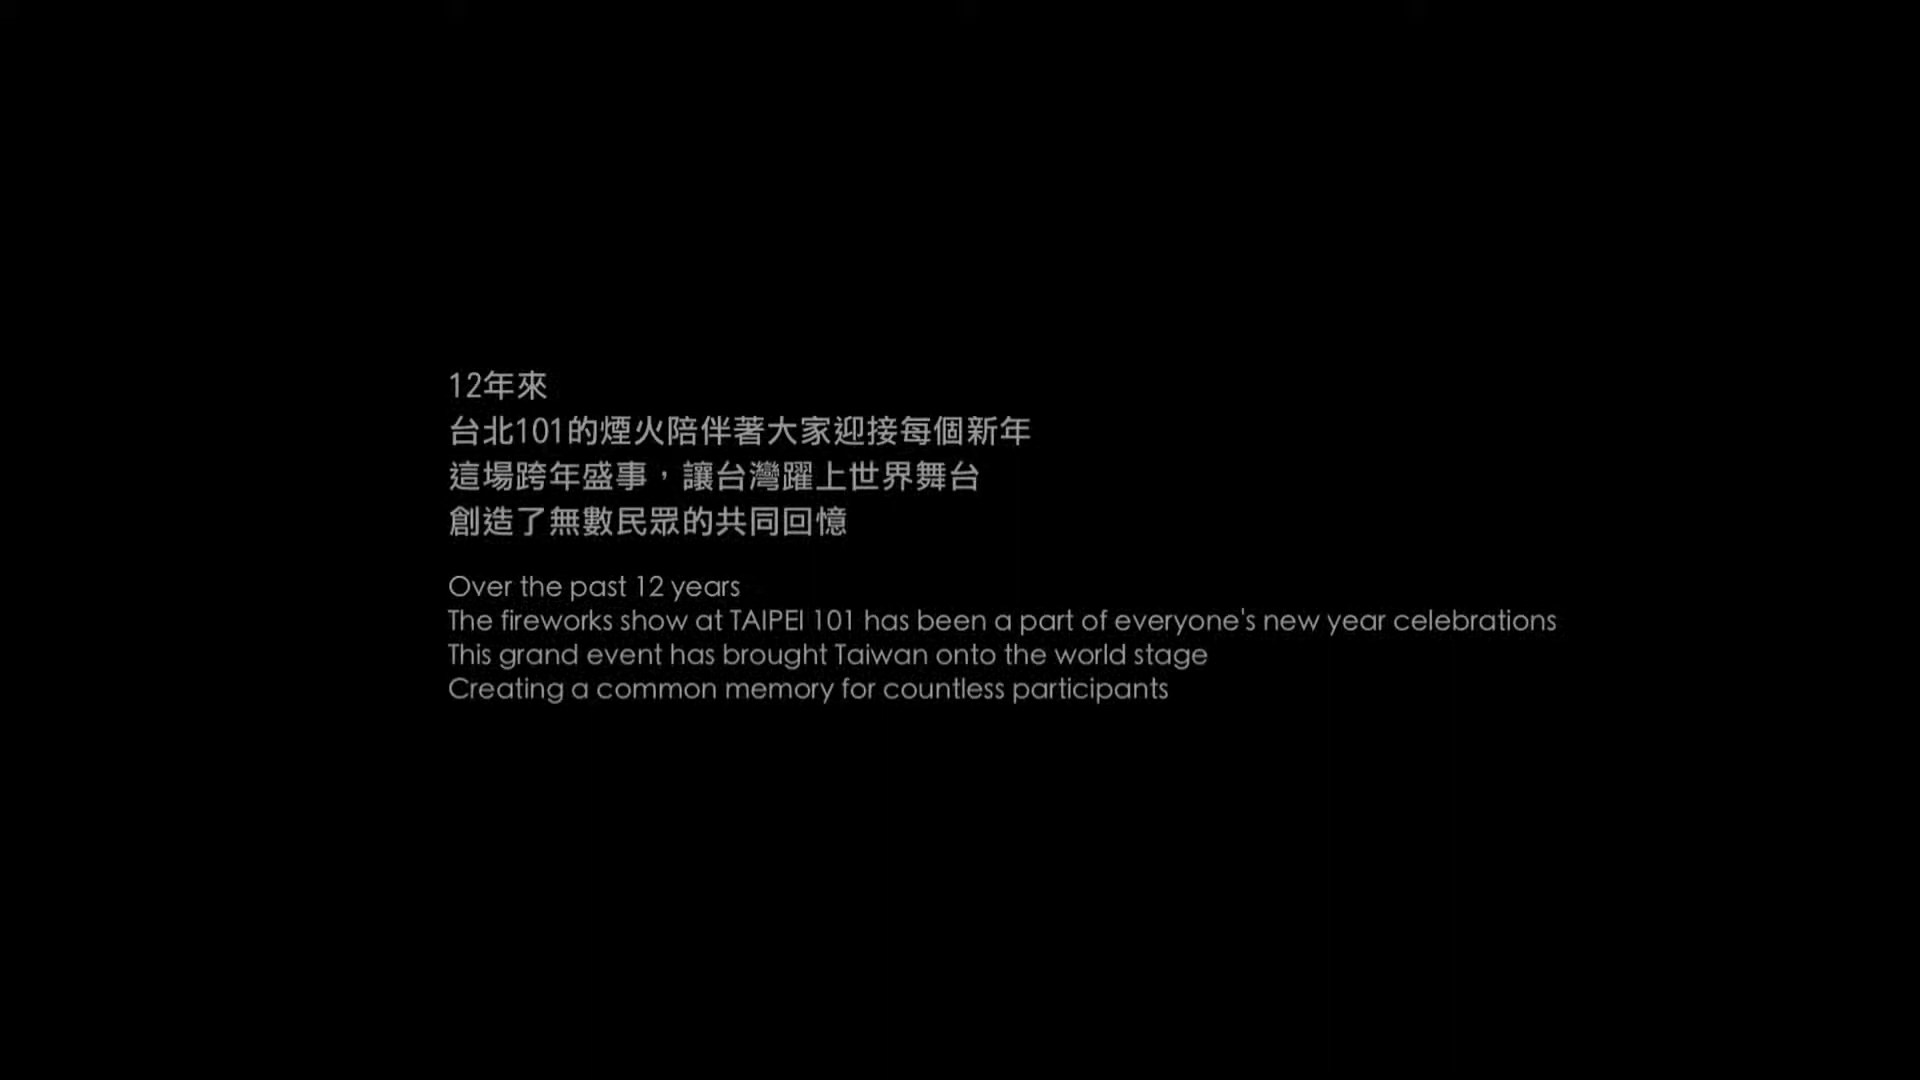 12年來
台北101的煙火陪伴著大家迎接每個新年
這場跨年盛事，讓台灣躍上世界舞台
創造了無數民眾的共同回憶
Over the past 12 years
The fireworks show at TAIPEI 101 has been a part of everyone's new year celebrations
This grand event has brought Taiwan onto the world stage
Creating a common memory for countless participants